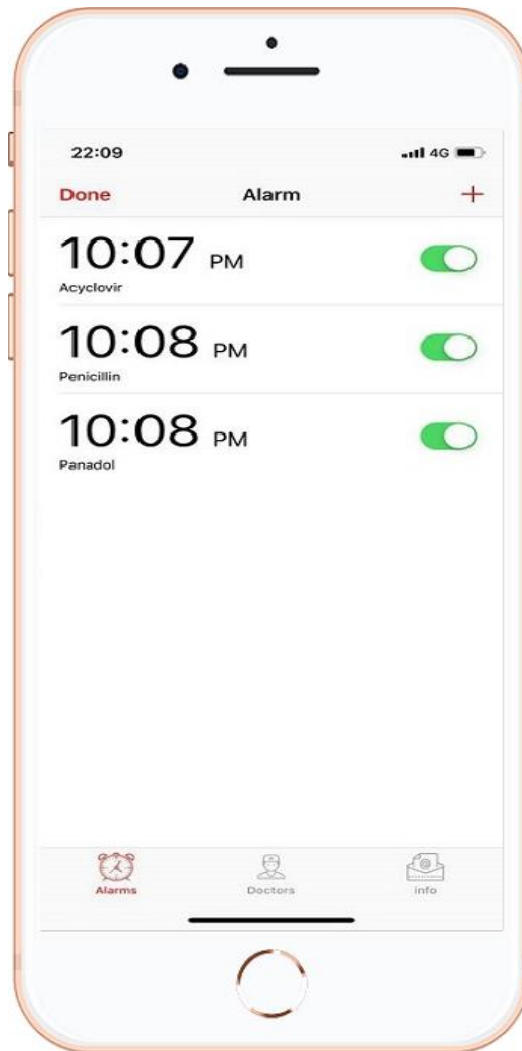 22:09 4G
Done Alarm +
10:07 PM
Acyclovir
10:08 PM
Penicillin
10:08 PM
Panadol
Alarms Doctors info